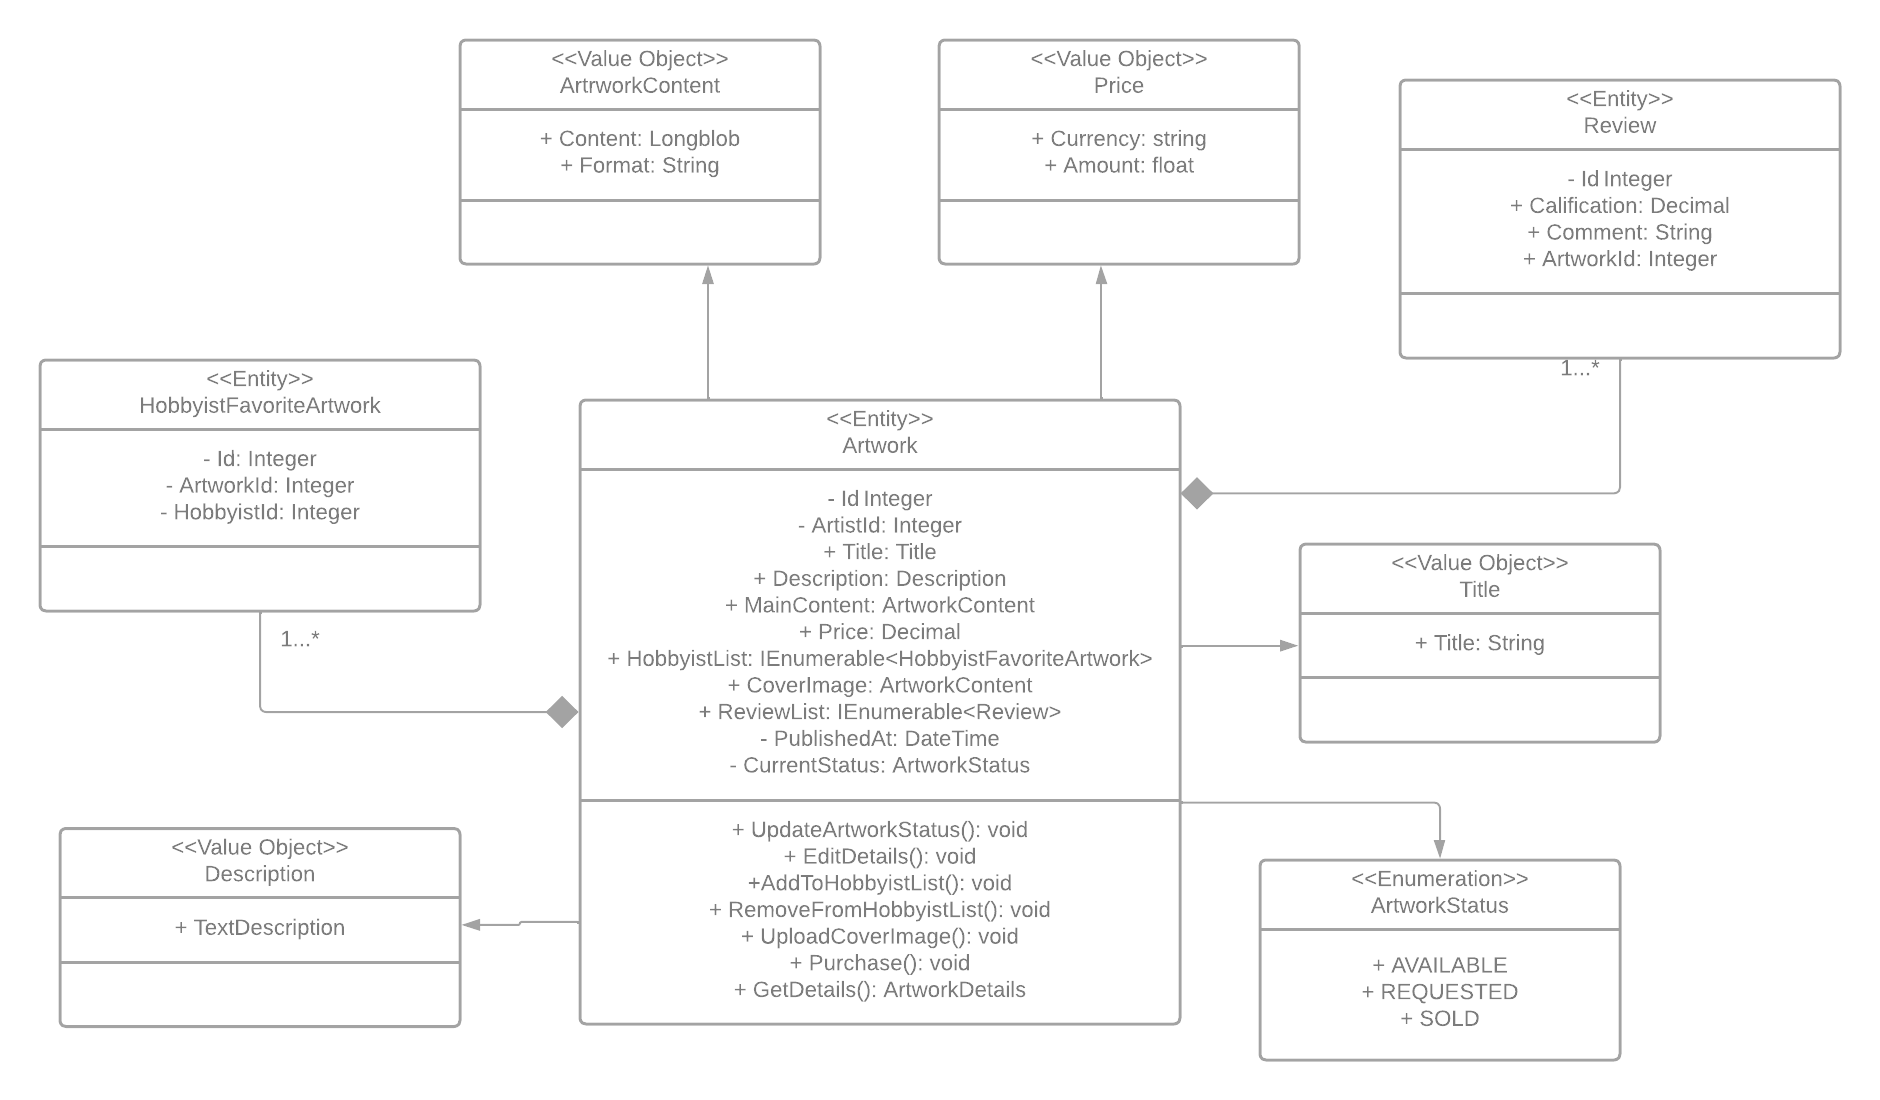 <<Value Object>>
ArtrworkContent
+ Content: Longblob
+ Format: String
<<Value Object>>
Price
+ Currency: string
+ Amount: float
<<Entity>>
Review
- Id Integer
+ Calification: Decimal
+ Comment: String
+ ArtworkId: Integer
1...*
<<Entity>>
HobbyistFavoriteArtwork
- Id: Integer
- ArtworkId: Integer
- HobbyistId: Integer
1...*
<<Entity>>
Artwork
- Id Integer
- ArtistId: Integer
+ Title: Title
+ Description: Description
+ MainContent: ArtworkContent
+ Price: Decimal
+ HobbyistList: IEnumerable<HobbyistFavoriteArtwork>
+ CoverImage: ArtworkContent
+ ReviewList: IEnumerable<Review>
- PublishedAt: DateTime
- CurrentStatus: ArtworkStatus
+ UpdateArtworkStatus(): void
+ EditDetails(): void
+AddToHobbyistList(): void
+ RemoveFromHobbyistList(): void
+ UploadCoverImage(): void
+ Purchase(): void
+ GetDetails(): ArtworkDetails
<<Value Object>>
Title
+ Title: String
<<Value Object>>
Description
+ TextDescription
<<Enumeration>>
ArtworkStatus
+ AVAILABLE
+ REQUESTED
+ SOLD